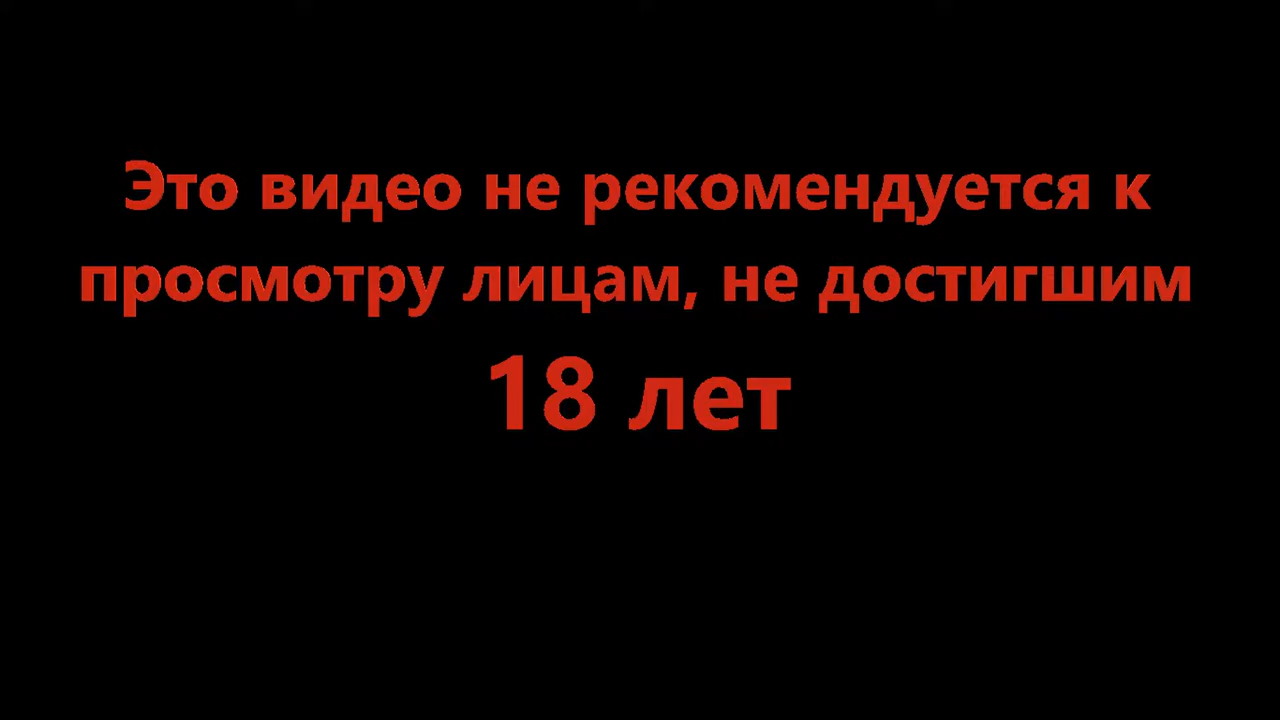 Это видео не рекомендуется к
просмотру лицам, не достигшим
18 лет